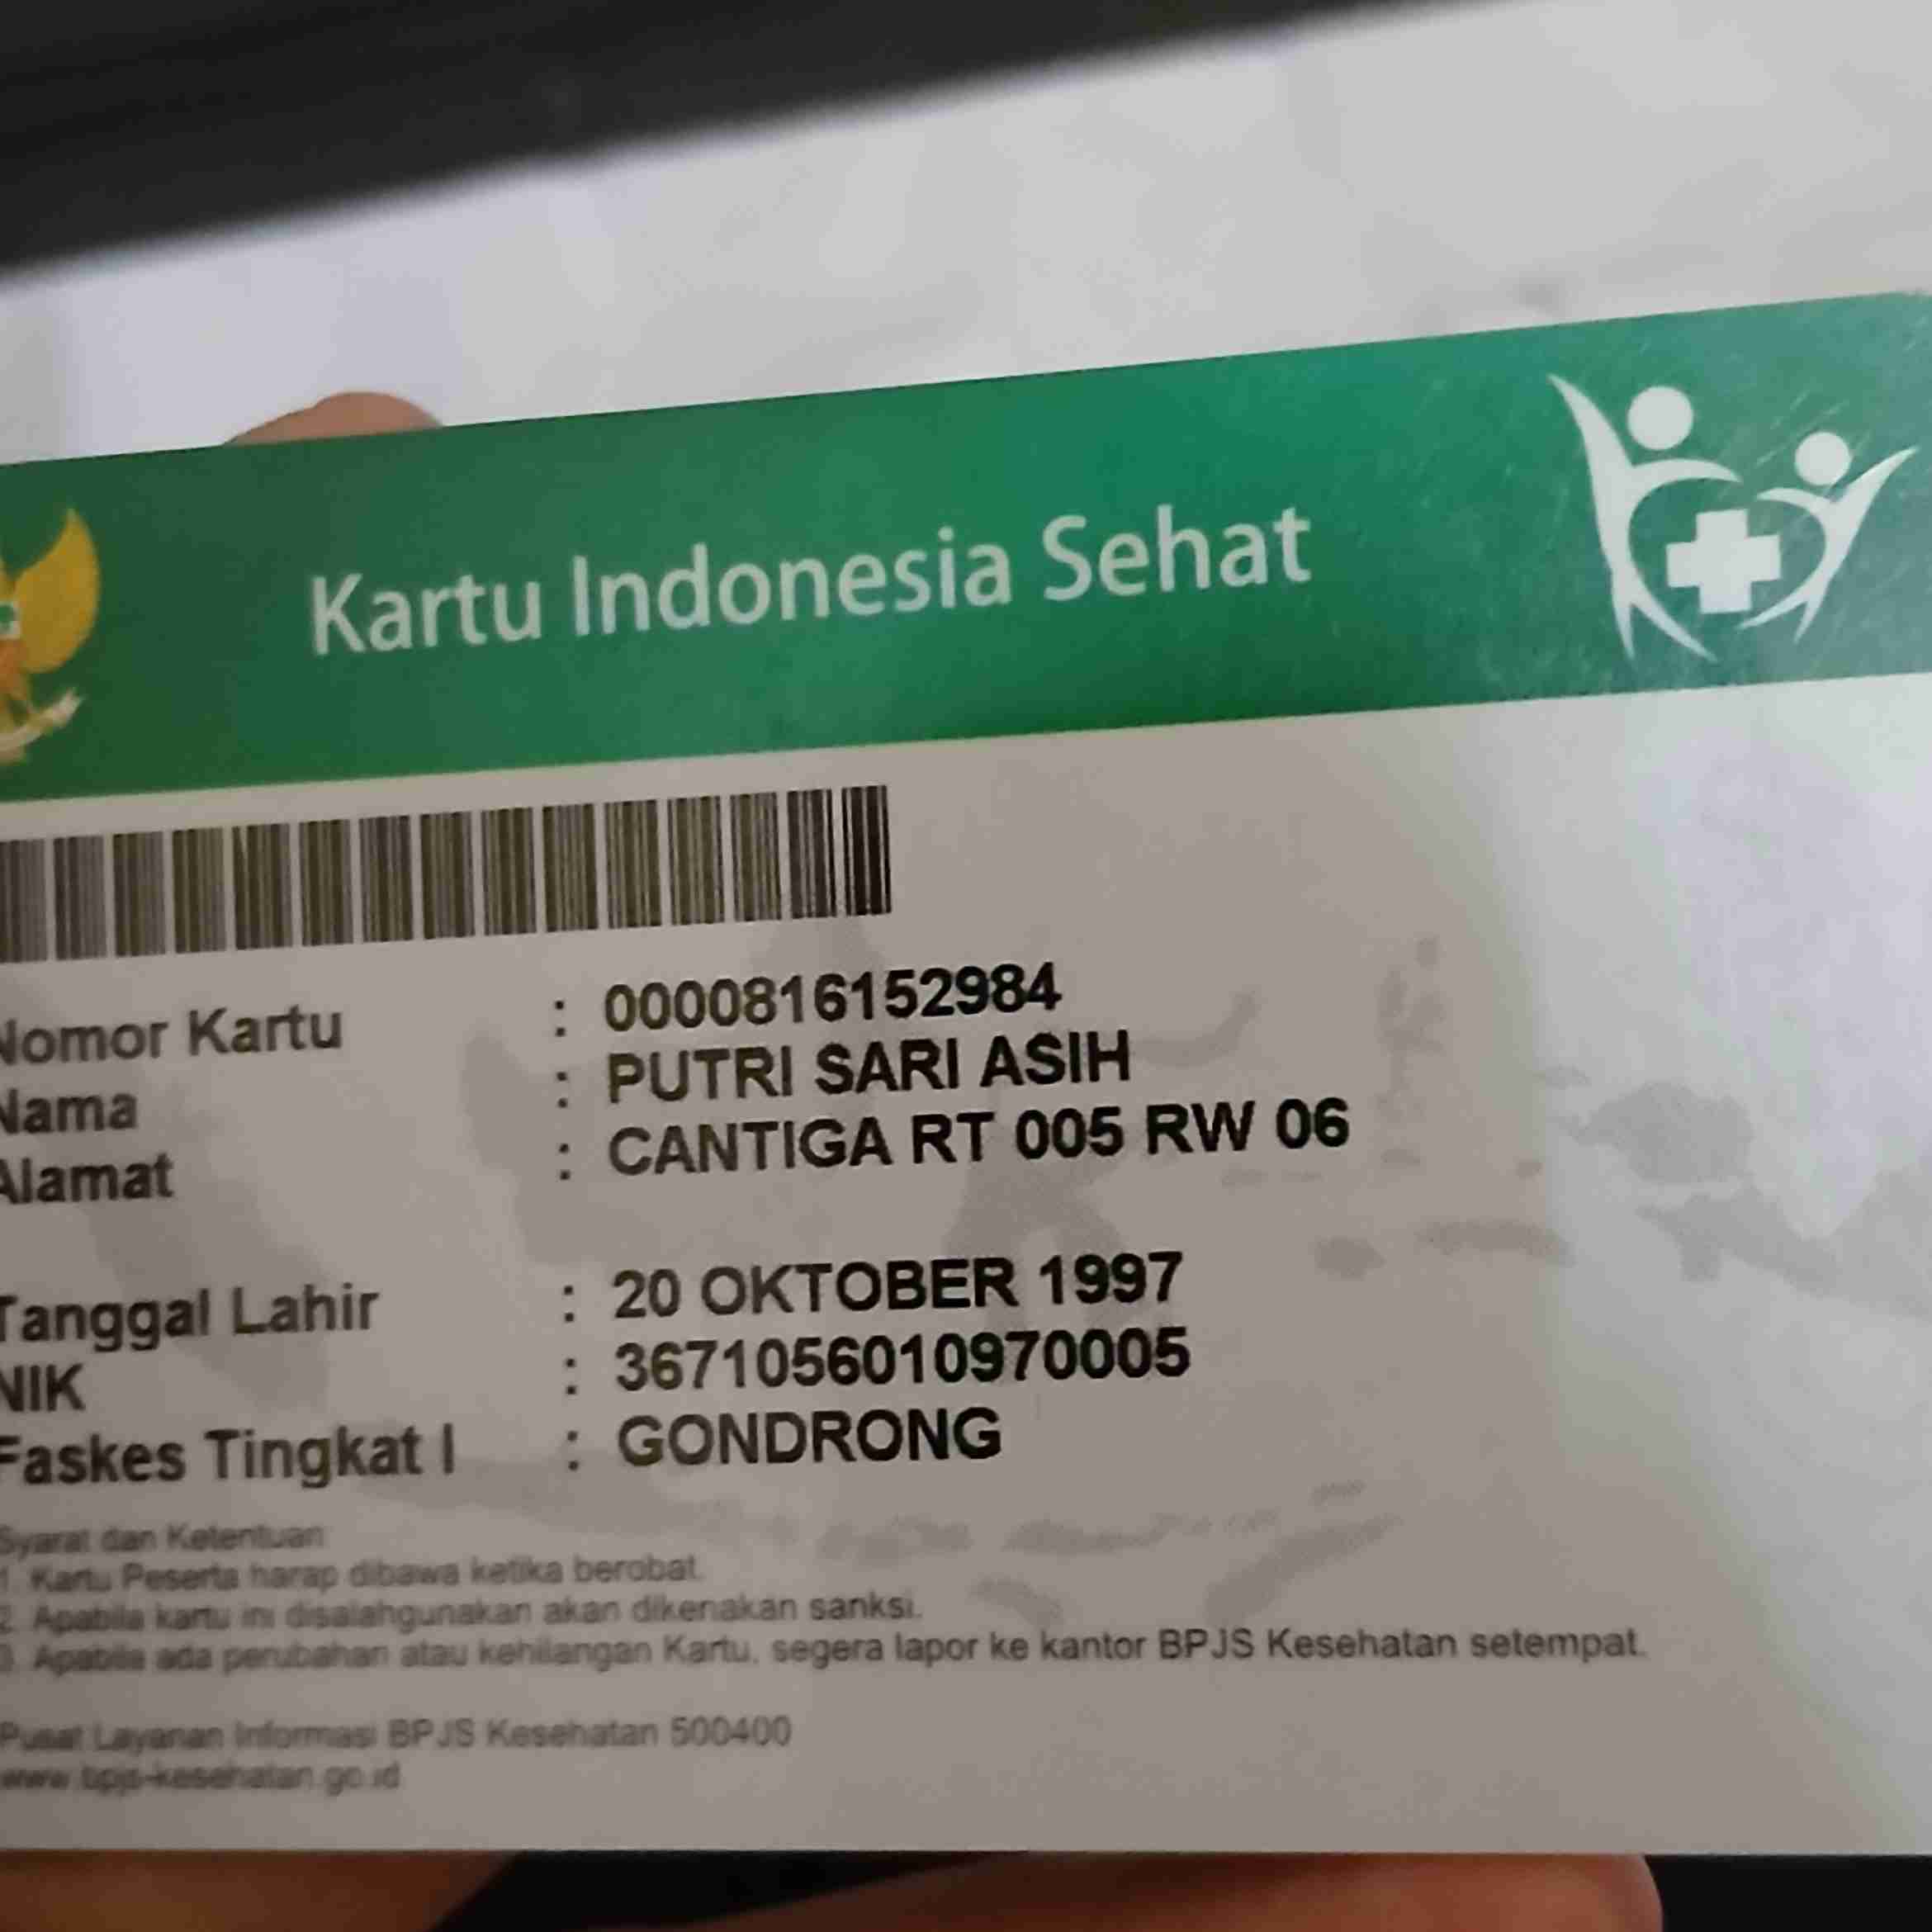 Kartu Indonesia Sehat
Nomor Kartu : 0000816152984
Nama : PUTRI SARI ASIH
Alamat : CANTIGA RT 005 RW 06
Tanggal Lahir : 20 OKTOBER 1997
NIK : 3671056010970005
Faskes Tingkat I : GONDRONG
Syarat dan Ketentuan
1. Kartu Peserta harap dibawa ketika berobat.
2. Apabila kartu ini disalahgunakan akan dikenakan sanksi.
3. Apabila ada perubahan atau kehilangan Kartu, segera lapor ke kantor BPJS Kesehatan setempat.
Pusat Layanan Informasi BPJS Kesehatan 500400
www.bpjs-kesehatan.go.id